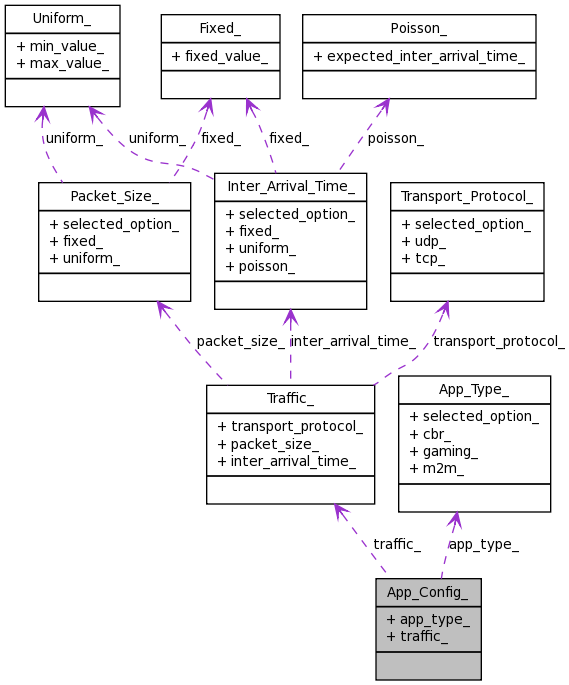 Uniform_
+ min_value_
+ max_value_
Fixed_
+ fixed_value_
Poisson_
+ expected_inter_arrival_time_
uniform_
uniform_
fixed_
fixed_
poisson_
Packet_Size_
+ selected_option_
+ fixed_
+ uniform_
Inter_Arrival_Time_
+ selected_option_
+ fixed_
+ uniform_
+ poisson_
Transport_Protocol_
+ selected_option_
+ udp_
+ tcp_
packet_size_
inter_arrival_time_
transport_protocol_
Traffic_
+ transport_protocol_
+ packet_size_
+ inter_arrival_time_
App_Type_
+ selected_option_
+ cbr_
+ gaming_
+ m2m_
traffic_
app_type_
App_Config_
+ app_type_
+ traffic_